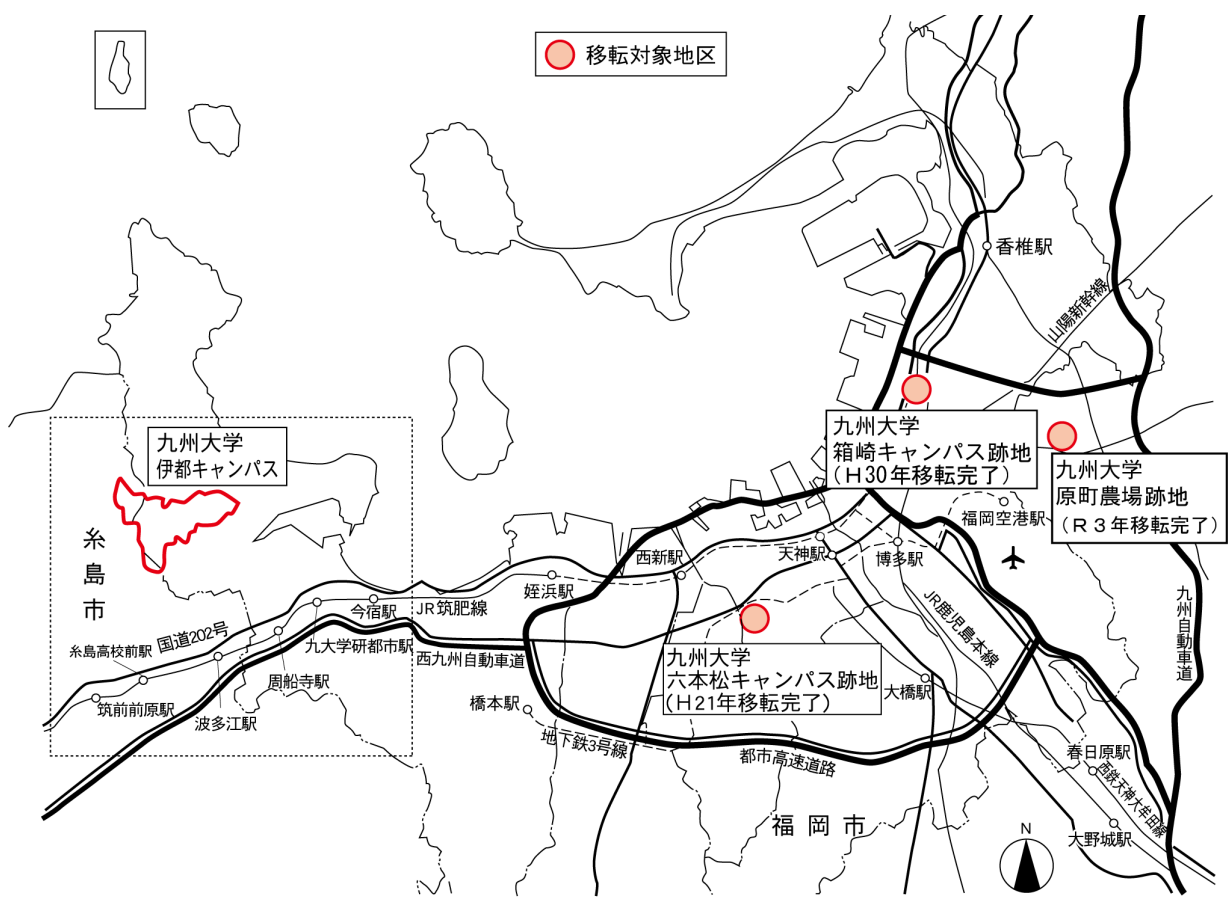 移転対象地区
香椎駅
山陽新幹線
九州大学
箱崎キャンパス跡地
(H30年移転完了)
九州大学
原町農場跡地
(R3年移転完了)
九州大学
伊都キャンパス
糸島市
福岡空港駅
西新駅
天神駅
博多駅
姪浜駅
今宿駅
JR筑肥線
国道202号
九大学研都市駅
西九州自動車道
糸島高校前駅
周船寺駅
筑前前原駅
波多江駅
九州大学
六本松キャンパス跡地
(H21年移転完了)
JR鹿児島本線
九州自動車道
大橋駅
橋本駅
地下鉄3号線
都市高速道路
春日原駅
西鉄天神大牟田線
福岡市
大野城駅
N